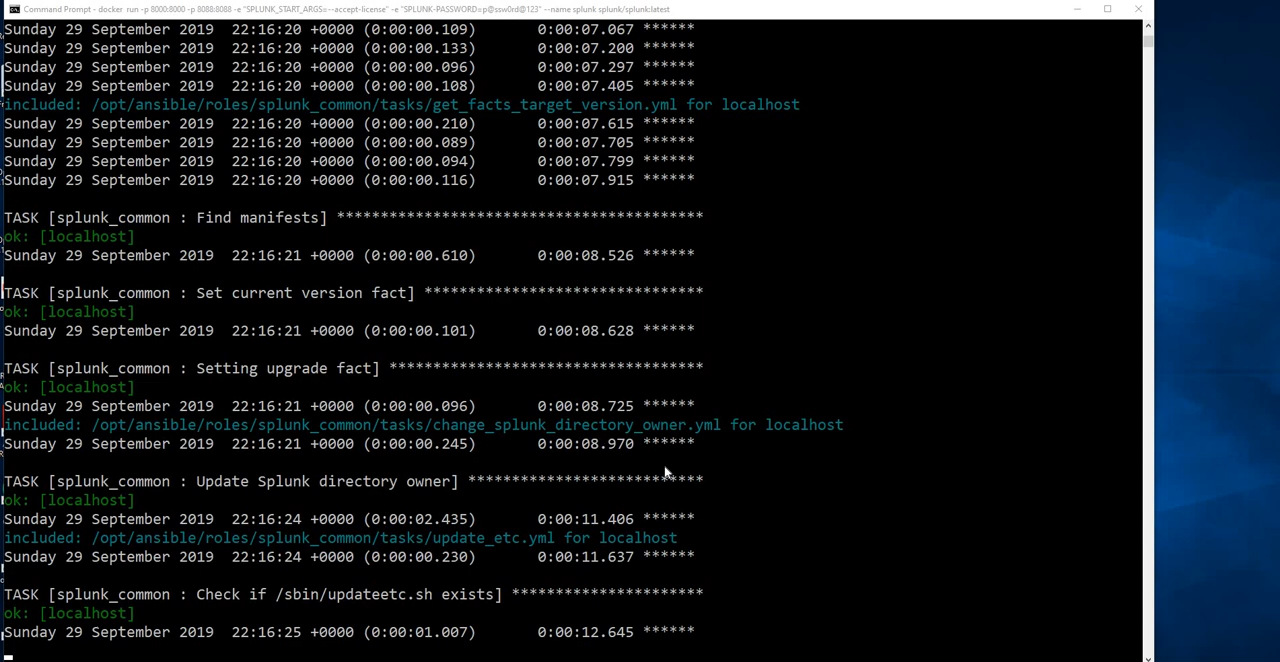 Command Prompt - docker run -p 8000:8000 -p 8088:8088 -e "SPLUNK_START_ARGS=--accept-license" -e "SPLUNK-PASSWORD=p@ssw0rd@123" --name splunk splunk/splunk:latest
Sunday 29 September 2019  22:16:20 +0000 (0:00:00.109)       0:00:07.067 ******
Sunday 29 September 2019  22:16:20 +0000 (0:00:00.133)       0:00:07.200 ******
Sunday 29 September 2019  22:16:20 +0000 (0:00:00.096)       0:00:07.297 ******
Sunday 29 September 2019  22:16:20 +0000 (0:00:00.108)       0:00:07.405 ******
included: /opt/ansible/roles/splunk_common/tasks/get_facts_target_version.yml for localhost
Sunday 29 September 2019  22:16:20 +0000 (0:00:00.210)       0:00:07.615 ******
Sunday 29 September 2019  22:16:20 +0000 (0:00:00.089)       0:00:07.705 ******
Sunday 29 September 2019  22:16:20 +0000 (0:00:00.094)       0:00:07.799 ******
Sunday 29 September 2019  22:16:20 +0000 (0:00:00.116)       0:00:07.915 ******
TASK [splunk_common : Find manifests] ******************************************
ok: [localhost]
Sunday 29 September 2019  22:16:21 +0000 (0:00:00.610)       0:00:08.526 ******
TASK [splunk_common : Set current version fact] ********************************
ok: [localhost]
Sunday 29 September 2019  22:16:21 +0000 (0:00:00.101)       0:00:08.628 ******
TASK [splunk_common : Setting upgrade fact] ************************************
ok: [localhost]
Sunday 29 September 2019  22:16:21 +0000 (0:00:00.096)       0:00:08.725 ******
included: /opt/ansible/roles/splunk_common/tasks/change_splunk_directory_owner.yml for localhost
Sunday 29 September 2019  22:16:21 +0000 (0:00:00.245)       0:00:08.970 ******
TASK [splunk_common : Update Splunk directory owner] ***************************
ok: [localhost]
Sunday 29 September 2019  22:16:24 +0000 (0:00:02.435)       0:00:11.406 ******
included: /opt/ansible/roles/splunk_common/tasks/update_etc.yml for localhost
Sunday 29 September 2019  22:16:24 +0000 (0:00:00.230)       0:00:11.637 ******
TASK [splunk_common : Check if /sbin/updateetc.sh exists] **********************
ok: [localhost]
Sunday 29 September 2019  22:16:25 +0000 (0:00:01.007)       0:00:12.645 ******